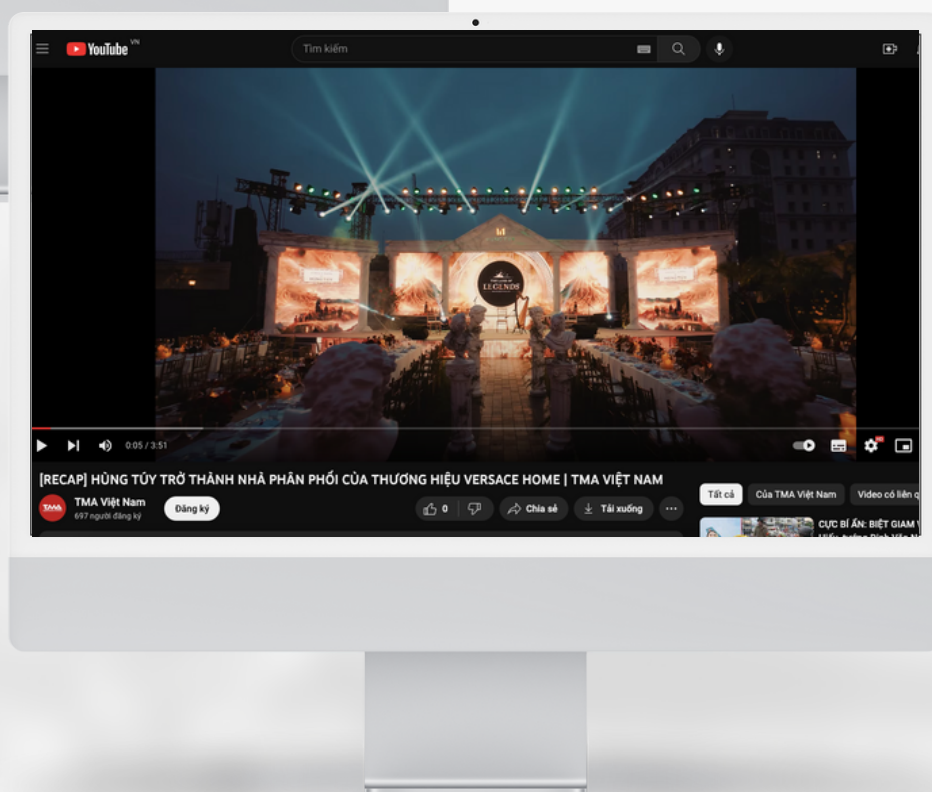 YouTube VN
Tìm kiếm
LEGENDS
0:05 / 3:51
HD
[RECAP] HÙNG TÚY TRỞ THÀNH NHÀ PHÂN PHỐI CỦA THƯƠNG HIỆU VERSACE HOME | TMA VIỆT NAM
TMA
TMA Việt Nam
697 người đăng ký
Đăng ký
0
Chia sẻ
Tải xuống
Tất cả
Của TMA Việt Nam
Video có liên q
CỰC BÍ ẨN: BIỆT GIAM